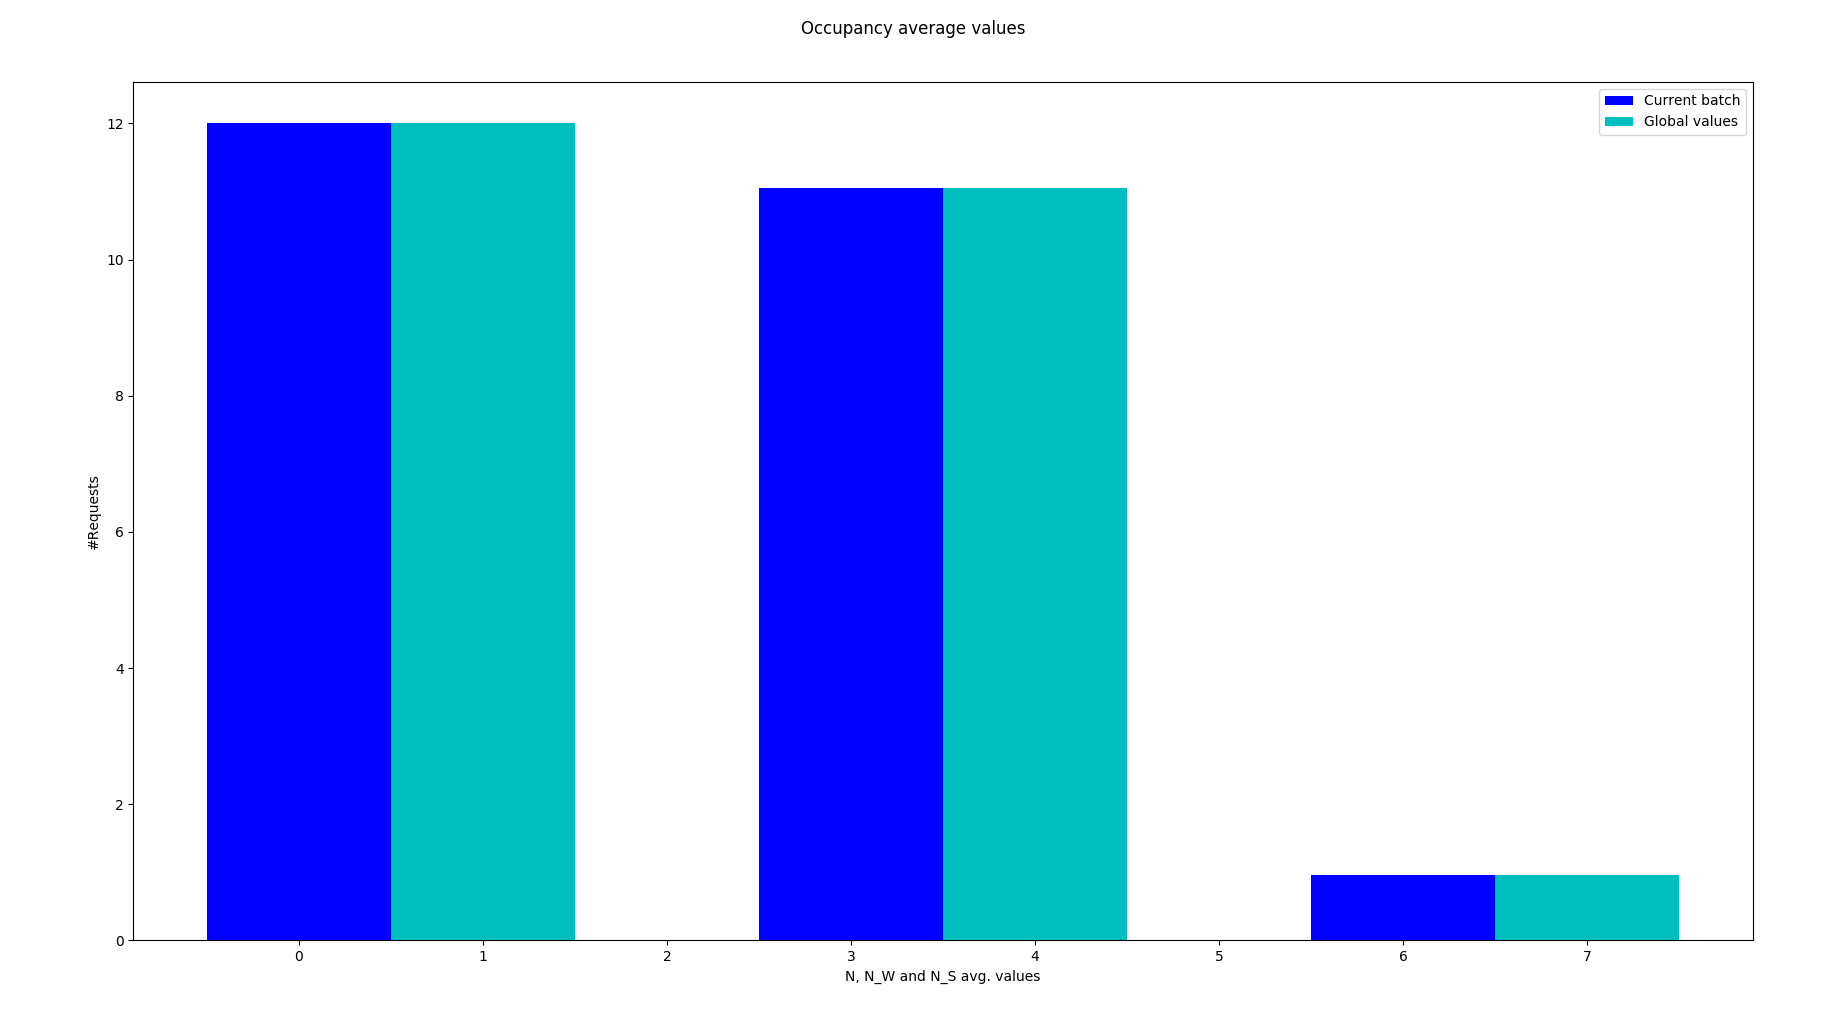 Occupancy average values
Current batch
Global values
12
10
8
6
4
2
0
#Requests
0 1 2 3 4 5 6 7
N, N_W and N_S avg. values